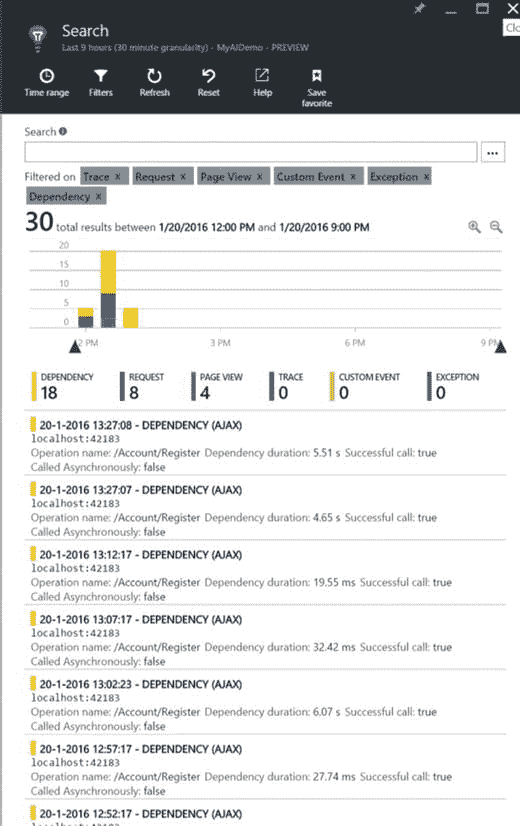 Clo
Search
Last 9 hours (30 minute granularity) - MyAIDemo - PREVIEW
Time range Filters Refresh Reset Help Save favorite
Search
...
Filtered on Trace x Request x Page View x Custom Event x Exception x
Dependency x
30 total results between 1/20/2016 12:00 PM and 1/20/2016 9:00 PM
20
15
10
5
0
2 PM 3 PM 6 PM 9 PM
DEPENDENCY REQUEST PAGE VIEW TRACE CUSTOM EVENT EXCEPTION
18 8 4 0 0 0
20-1-2016 13:27:08 - DEPENDENCY (AJAX)
localhost:42183
Operation name: /Account/Register Dependency duration: 5.51 s Successful call: true
Called Asynchronously: false
20-1-2016 13:27:07 - DEPENDENCY (AJAX)
localhost:42183
Operation name: /Account/Register Dependency duration: 4.65 s Successful call: true
Called Asynchronously: false
20-1-2016 13:12:17 - DEPENDENCY (AJAX)
localhost:42183
Operation name: /Account/Register Dependency duration: 19.55 ms Successful call: true
Called Asynchronously: false
20-1-2016 13:07:17 - DEPENDENCY (AJAX)
localhost:42183
Operation name: /Account/Register Dependency duration: 32.42 ms Successful call: true
Called Asynchronously: false
20-1-2016 13:02:23 - DEPENDENCY (AJAX)
localhost:42183
Operation name: /Account/Register Dependency duration: 6.07 s Successful call: true
Called Asynchronously: false
20-1-2016 12:57:17 - DEPENDENCY (AJAX)
localhost:42183
Operation name: /Account/Register Dependency duration: 27.74 ms Successful call: true
Called Asynchronously: false
20-1-2016 12:52:17 - DEPENDENCY (AJAX)